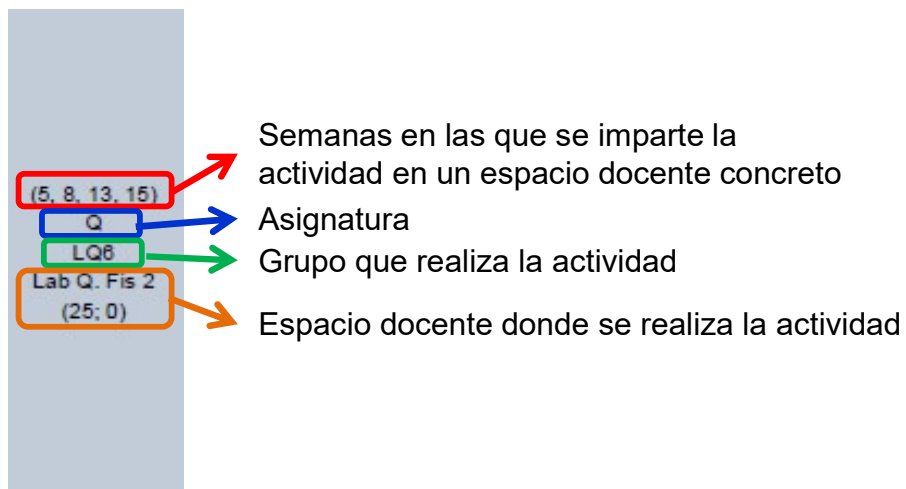 Semanas en las que se imparte la
actividad en un espacio docente concreto
(5, 8, 13, 15)
Q
Asignatura
LQ6
Grupo que realiza la actividad
Lab Q. Fis 2
(25; 0)
Espacio docente donde se realiza la actividad